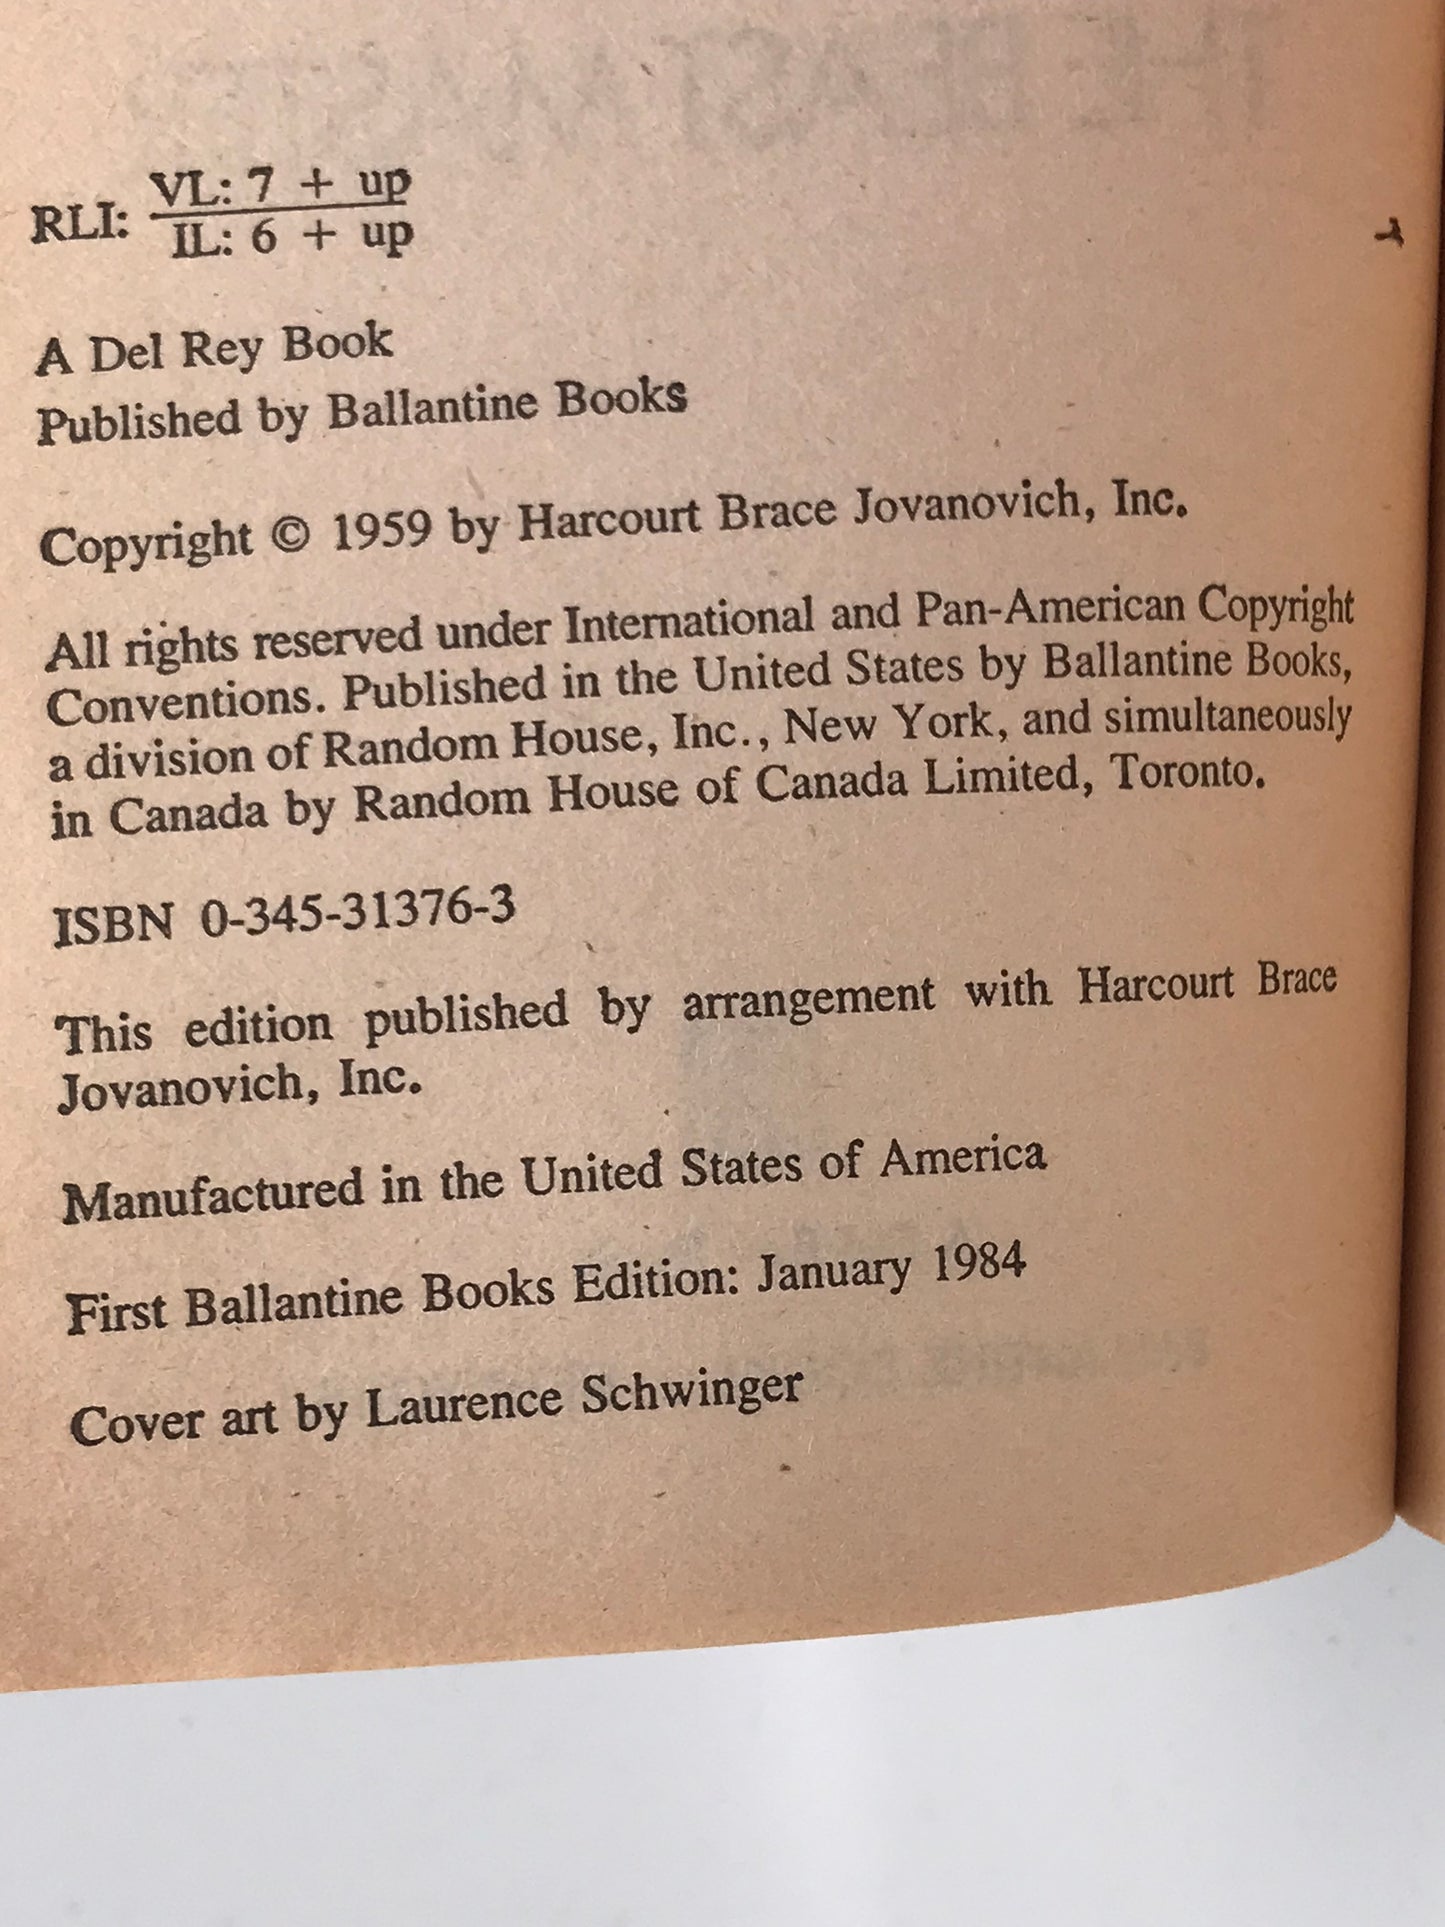 RLI: VL: 7 + up
IL: 6 + up
A Del Rey Book
Published by Ballantine Books
Copyright © 1959 by Harcourt Brace Jovanovich, Inc.
All rights reserved under International and Pan-American Copyright
Conventions. Published in the United States by Ballantine Books,
a division of Random House, Inc., New York, and simultaneously
in Canada by Random House of Canada Limited, Toronto.
ISBN 0-345-31376-3
This edition published by arrangement with Harcourt Brace
Jovanovich, Inc.
Manufactured in the United States of America
First Ballantine Books Edition: January 1984
Cover art by Laurence Schwinger